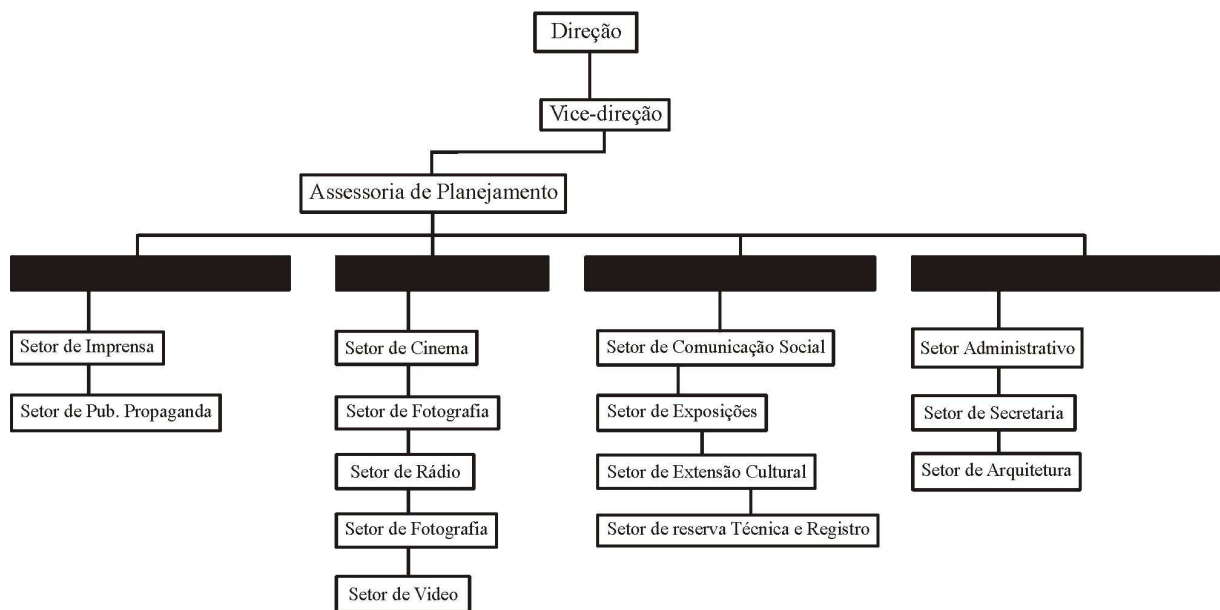 Direção
Vice-direção
Assessoria de Planejamento
Setor de Imprensa
Setor de Pub. Propaganda
Setor de Cinema
Setor de Fotografia
Setor de Rádio
Setor de Fotografia
Setor de Video
Setor de Comunicação Social
Setor de Exposições
Setor de Extensão Cultural
Setor de reserva Técnica e Registro
Setor Administrativo
Setor de Secretaria
Setor de Arquitetura